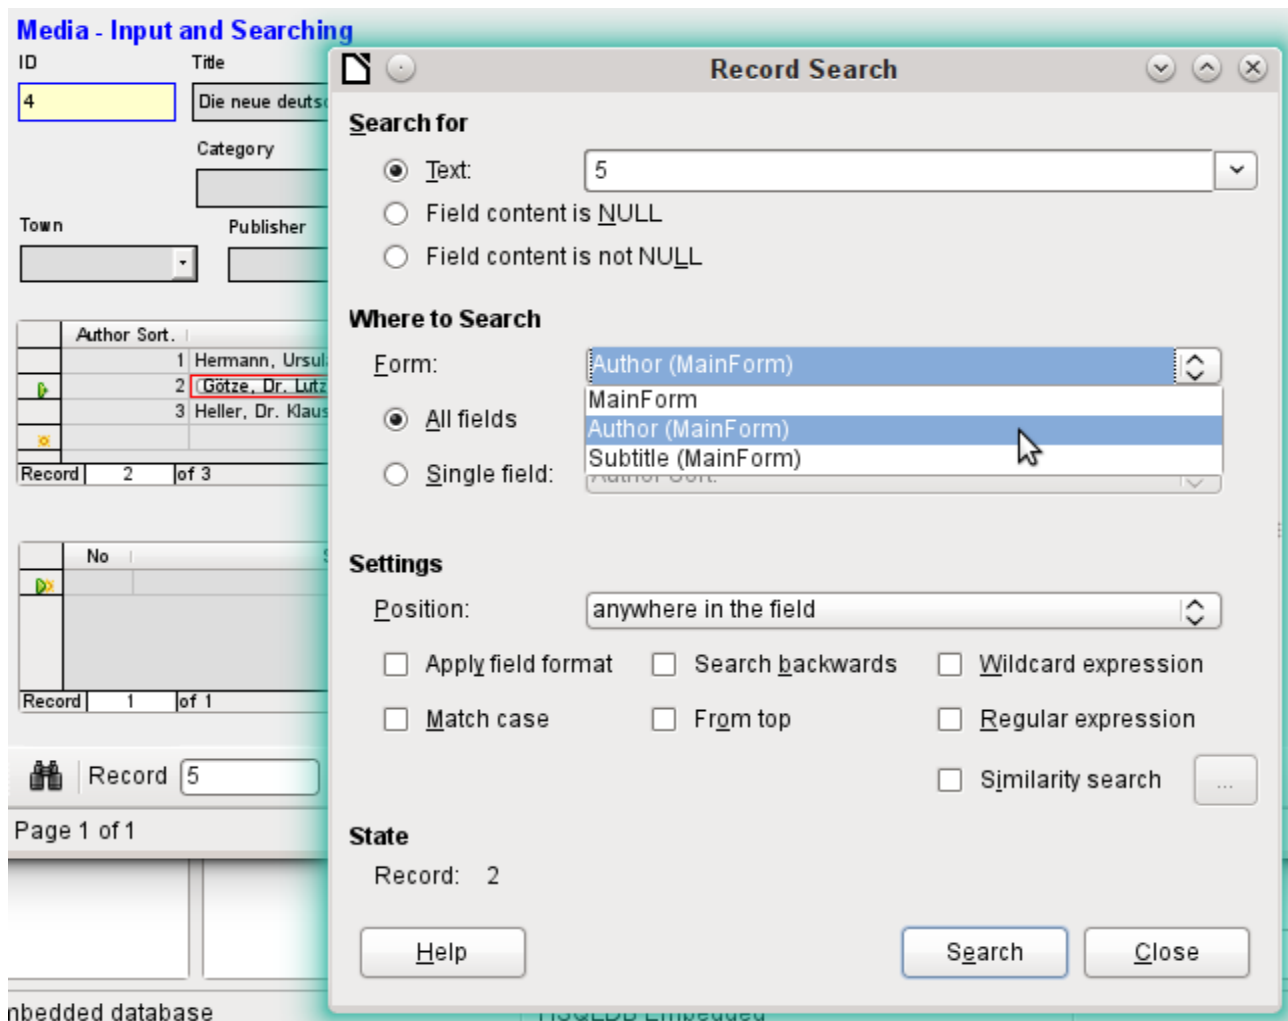 Media - Input and Searching
ID
Title
4
Die neue deuts
Category
Town
Publisher
Author Sort.
1 Hermann, Ursul
2 Götze, Dr. Lutz
3 Heller, Dr. Klaus
Record 2 of 3
No
Record 1 of 1
Record 5
Page 1 of 1
mbedded database
HSQLDB Embedded
Record Search
Search for
Text: 5
Field content is NULL
Field content is not NULL
Where to Search
Form: Author (MainForm)
MainForm
Author (MainForm)
Subtitle (MainForm)
All fields
Single field: Author Sort.
Settings
Position: anywhere in the field
Apply field format
Search backwards
Wildcard expression
Match case
From top
Regular expression
Similarity search ...
State
Record: 2
Help
Search
Close